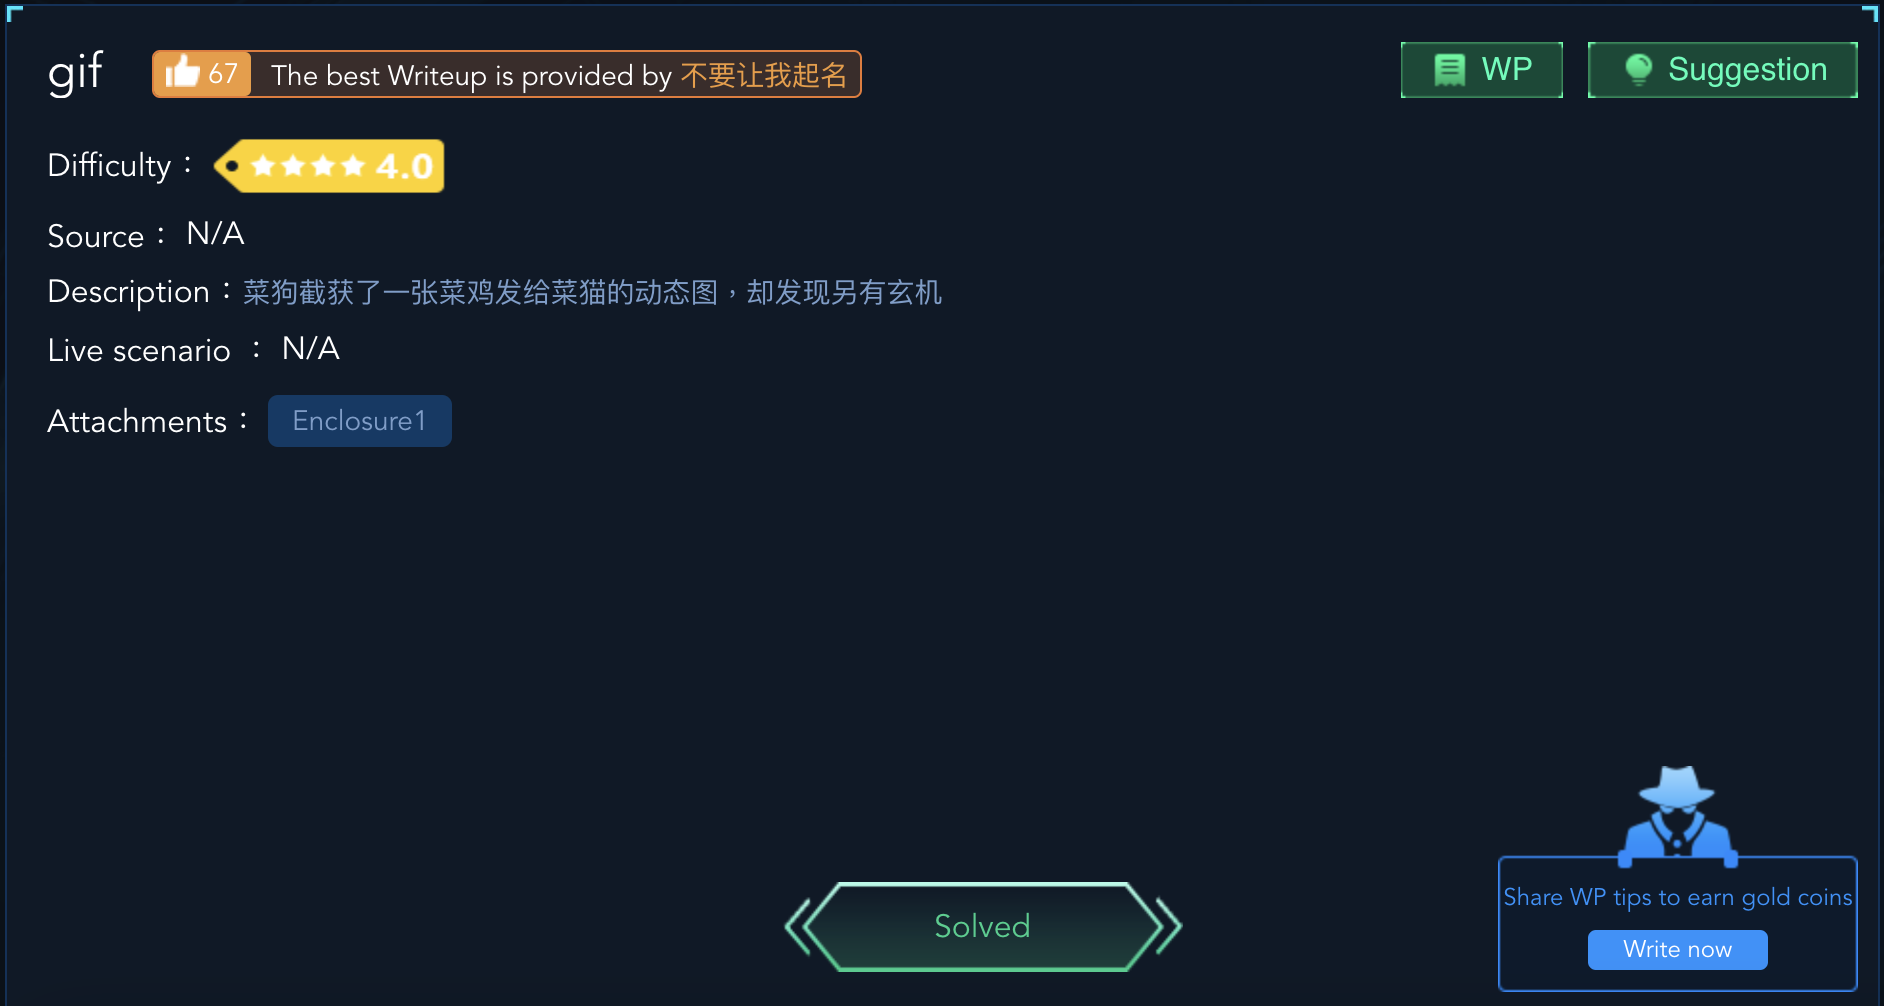 gif
67 The best Writeup is provided by 不要让我起名
WP
Suggestion
Difficulty： 4.0
Source： N/A
Description：菜狗截获了一张菜鸡发给菜猫的动态图，却发现另有玄机
Live scenario ： N/A
Attachments： Enclosure1
Solved
Share WP tips to earn gold coins
Write now